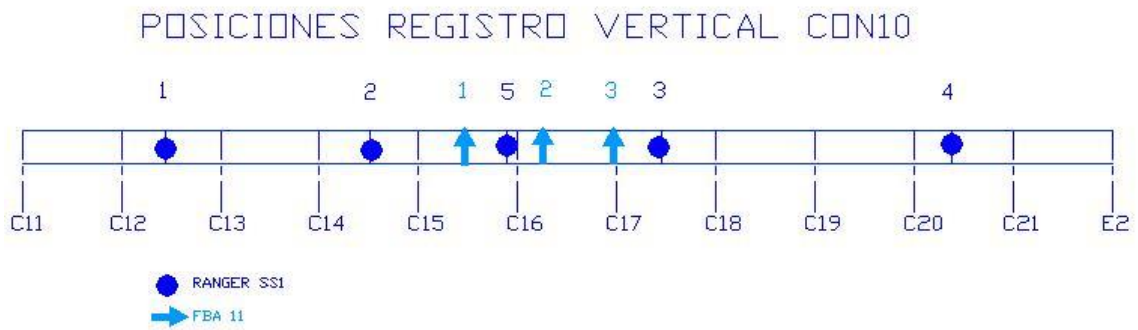 POSICIONES REGISTRO VERTICAL CON10
1 2 1 5 2 3 3 4
C11 C12 C13 C14 C15 C16 C17 C18 C19 C20 C21 E2
RANGER SS1
FBA 11